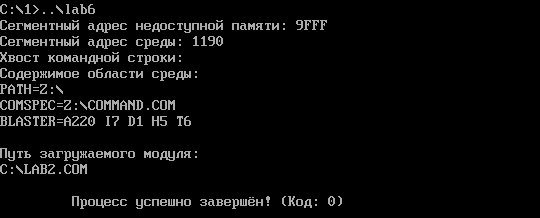 C:\1>..\lab6
Сегментный адрес недоступной памяти: 9FFF
Сегментный адрес среды: 1190
Хвост командной строки:
Содержимое области среды:
PATH=Z:\
COMSPEC=Z:\COMMAND.COM
BLASTER=A220 I7 D1 H5 T6
Путь загружаемого модуля:
C:\LAB2.COM
Процесс успешно завершён! (Код: 0)